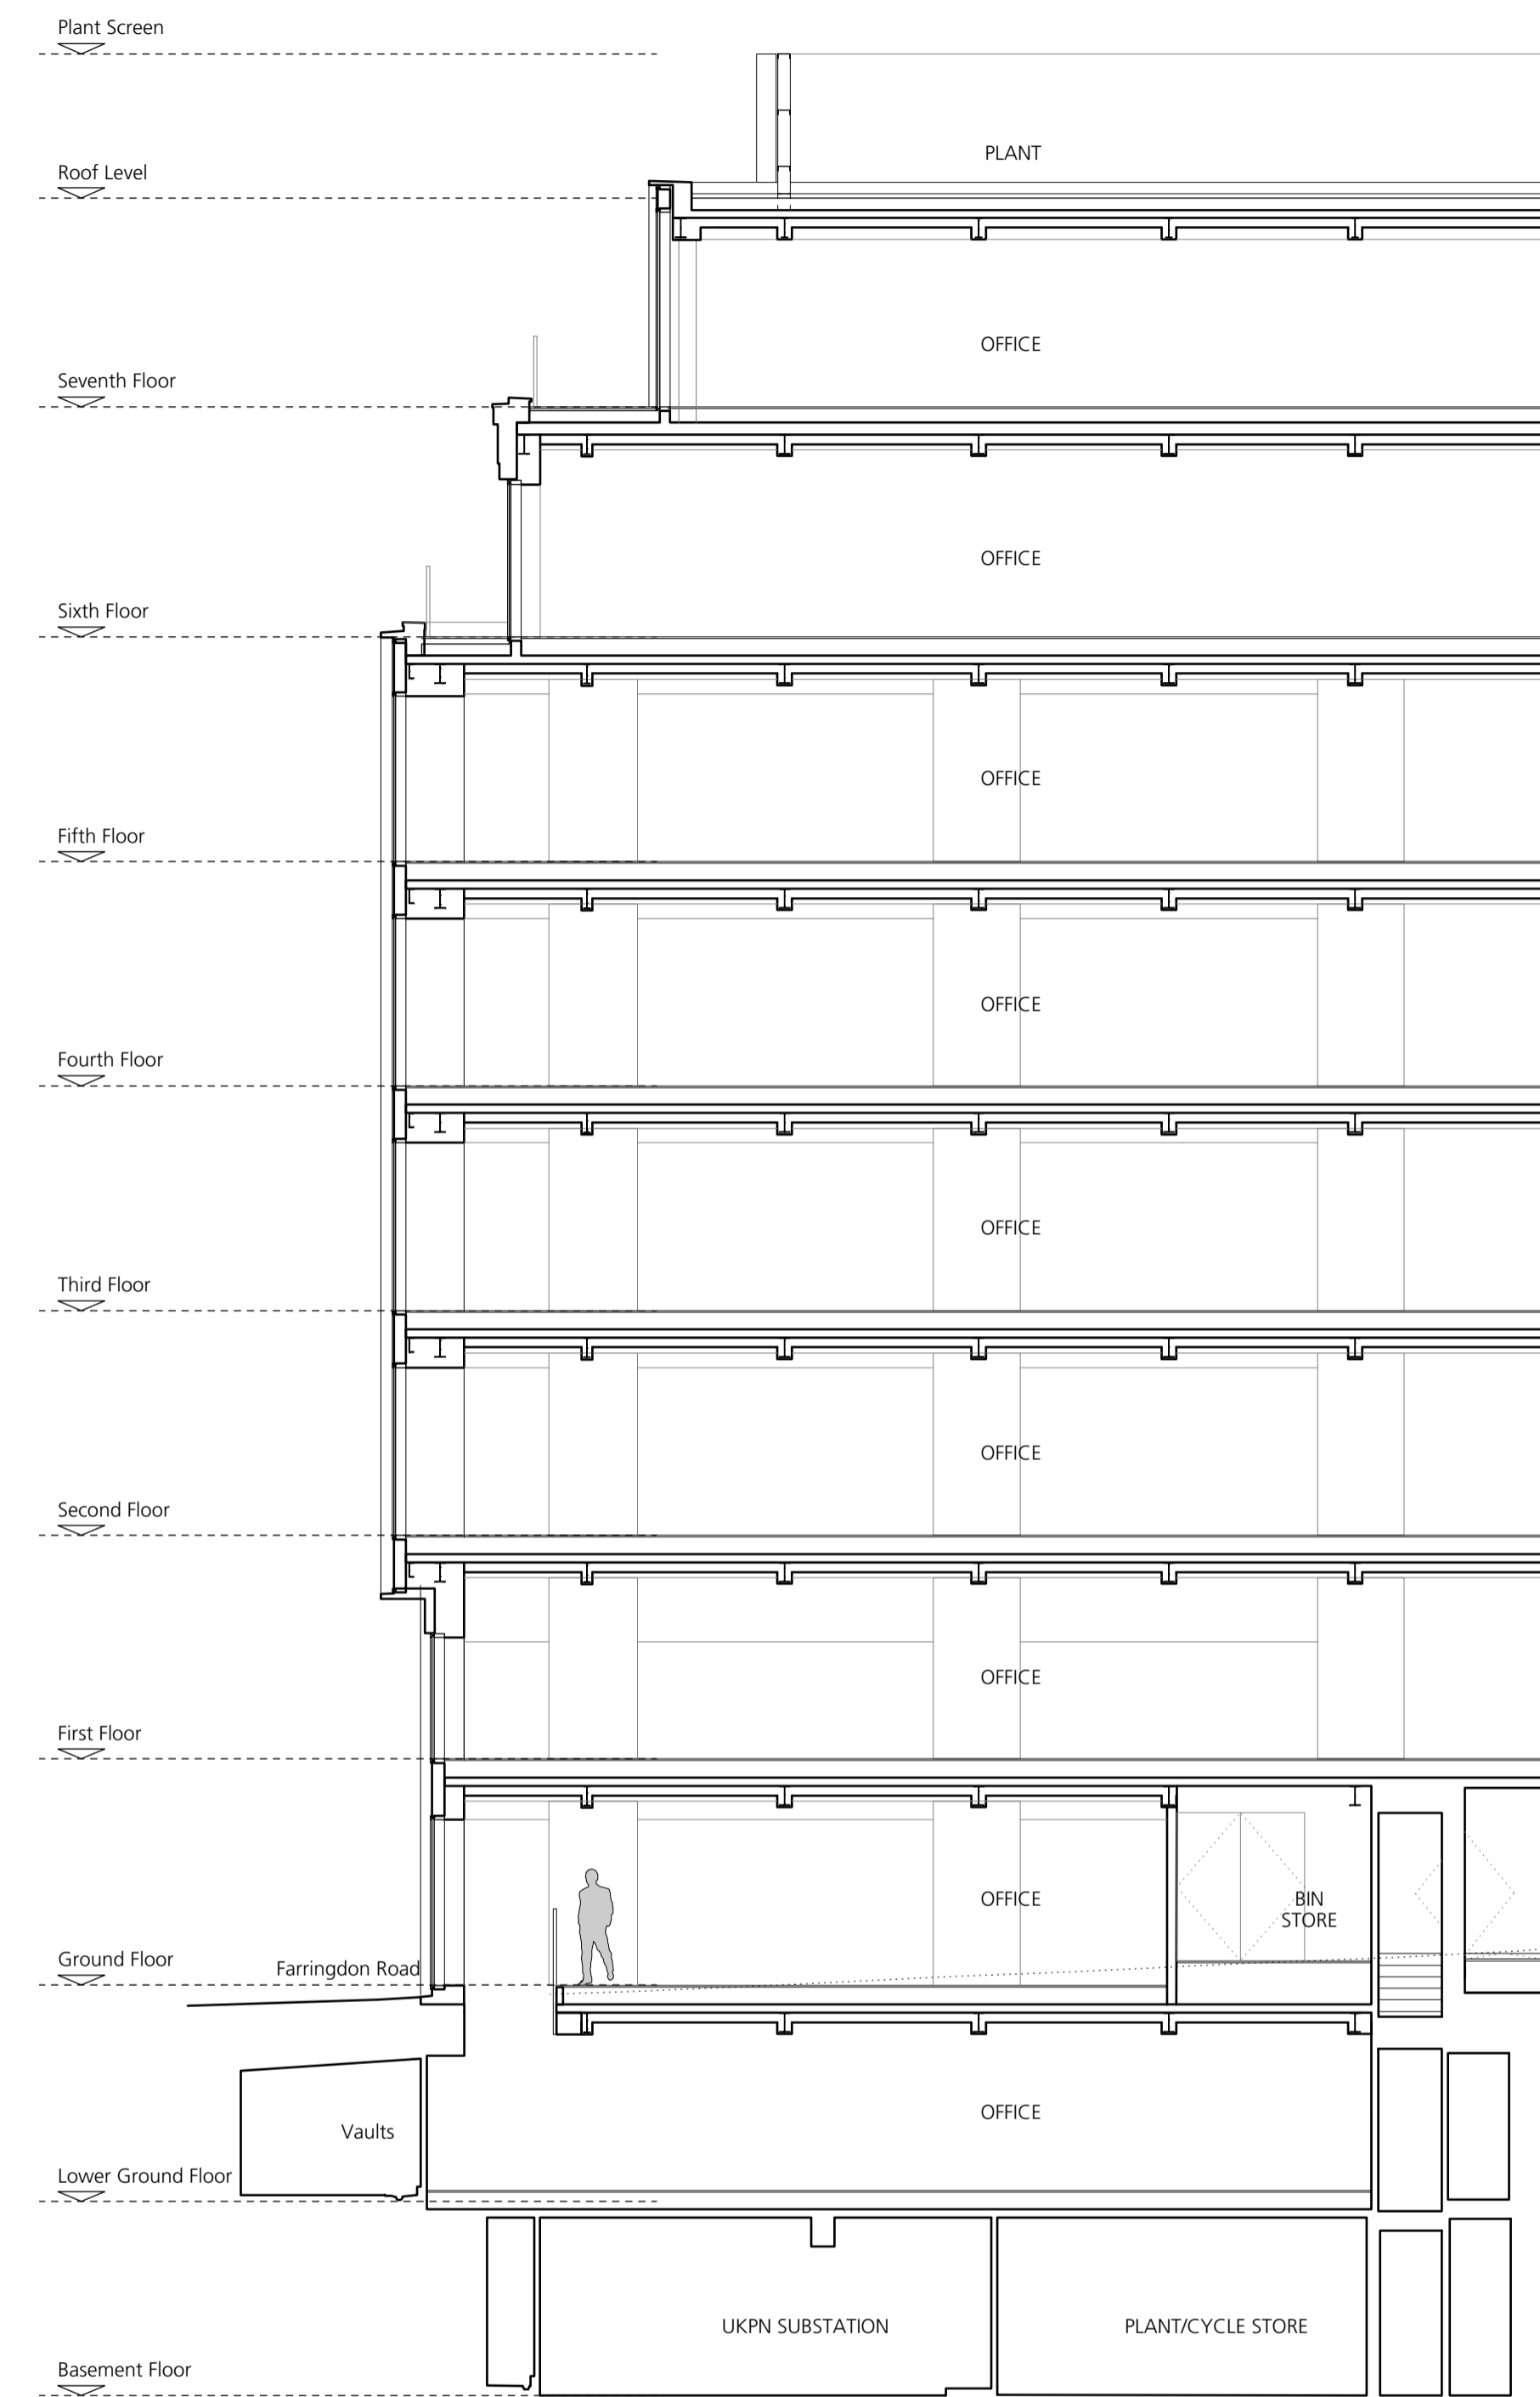 Plant Screen
PLANT
Roof Level
OFFICE
Seventh Floor
OFFICE
Sixth Floor
OFFICE
Fifth Floor
OFFICE
Fourth Floor
OFFICE
Third Floor
OFFICE
Second Floor
OFFICE
First Floor
OFFICE
BIN
STORE
Ground Floor
Farringdon Road
OFFICE
Vaults
Lower Ground Floor
UKPN SUBSTATION
PLANT/CYCLE STORE
Basement Floor